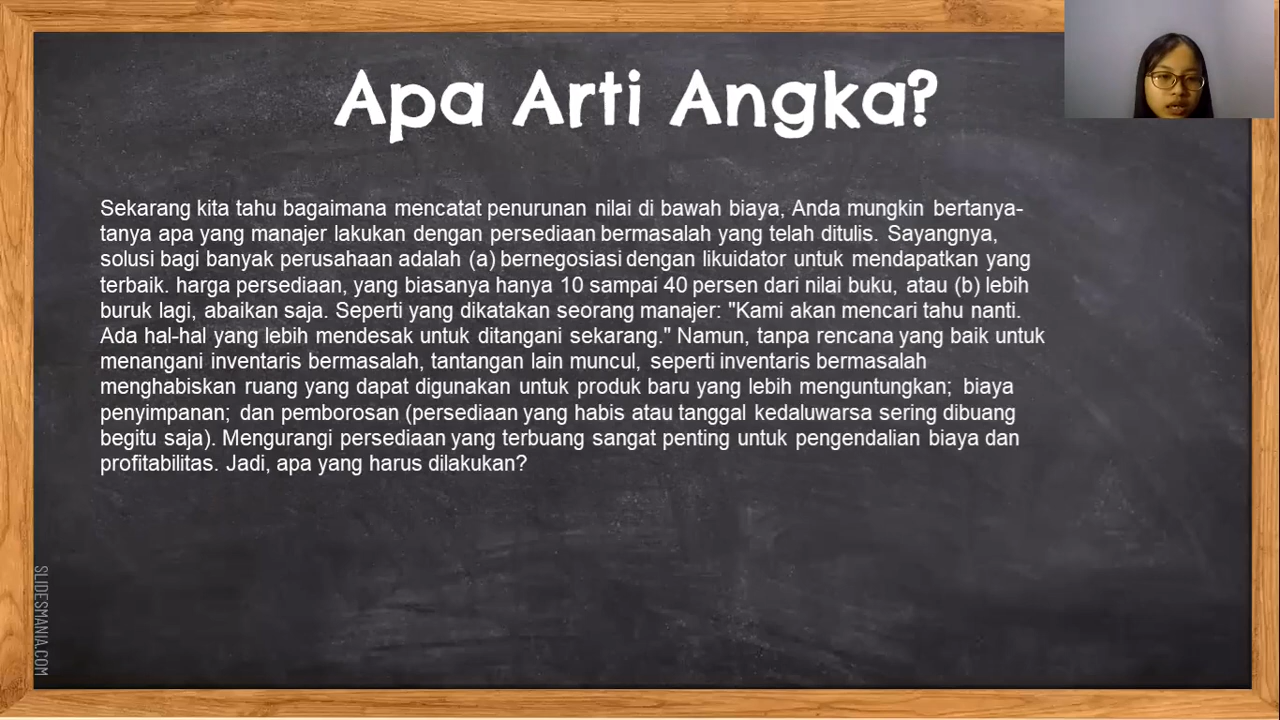 Apa Arti Angka?
Sekarang kita tahu bagaimana mencatat penurunan nilai di bawah biaya, Anda mungkin bertanya-
tanya apa yang manajer lakukan dengan persediaan bermasalah yang telah ditulis. Sayangnya,
solusi bagi banyak perusahaan adalah (a) bernegosiasi dengan likuidator untuk mendapatkan yang
terbaik. harga persediaan, yang biasanya hanya 10 sampai 40 persen dari nilai buku, atau (b) lebih
buruk lagi, abaikan saja. Seperti yang dikatakan seorang manajer: "Kami akan mencari tahu nanti.
Ada hal-hal yang lebih mendesak untuk ditangani sekarang." Namun, tanpa rencana yang baik untuk
menangani inventaris bermasalah, tantangan lain muncul, seperti inventaris bermasalah
menghabiskan ruang yang dapat digunakan untuk produk baru yang lebih menguntungkan; biaya
penyimpanan; dan pemborosan (persediaan yang habis atau tanggal kedaluwarsa sering dibuang
begitu saja). Mengurangi persediaan yang terbuang sangat penting untuk pengendalian biaya dan
profitabilitas. Jadi, apa yang harus dilakukan?
SLIDESMANIA.COM